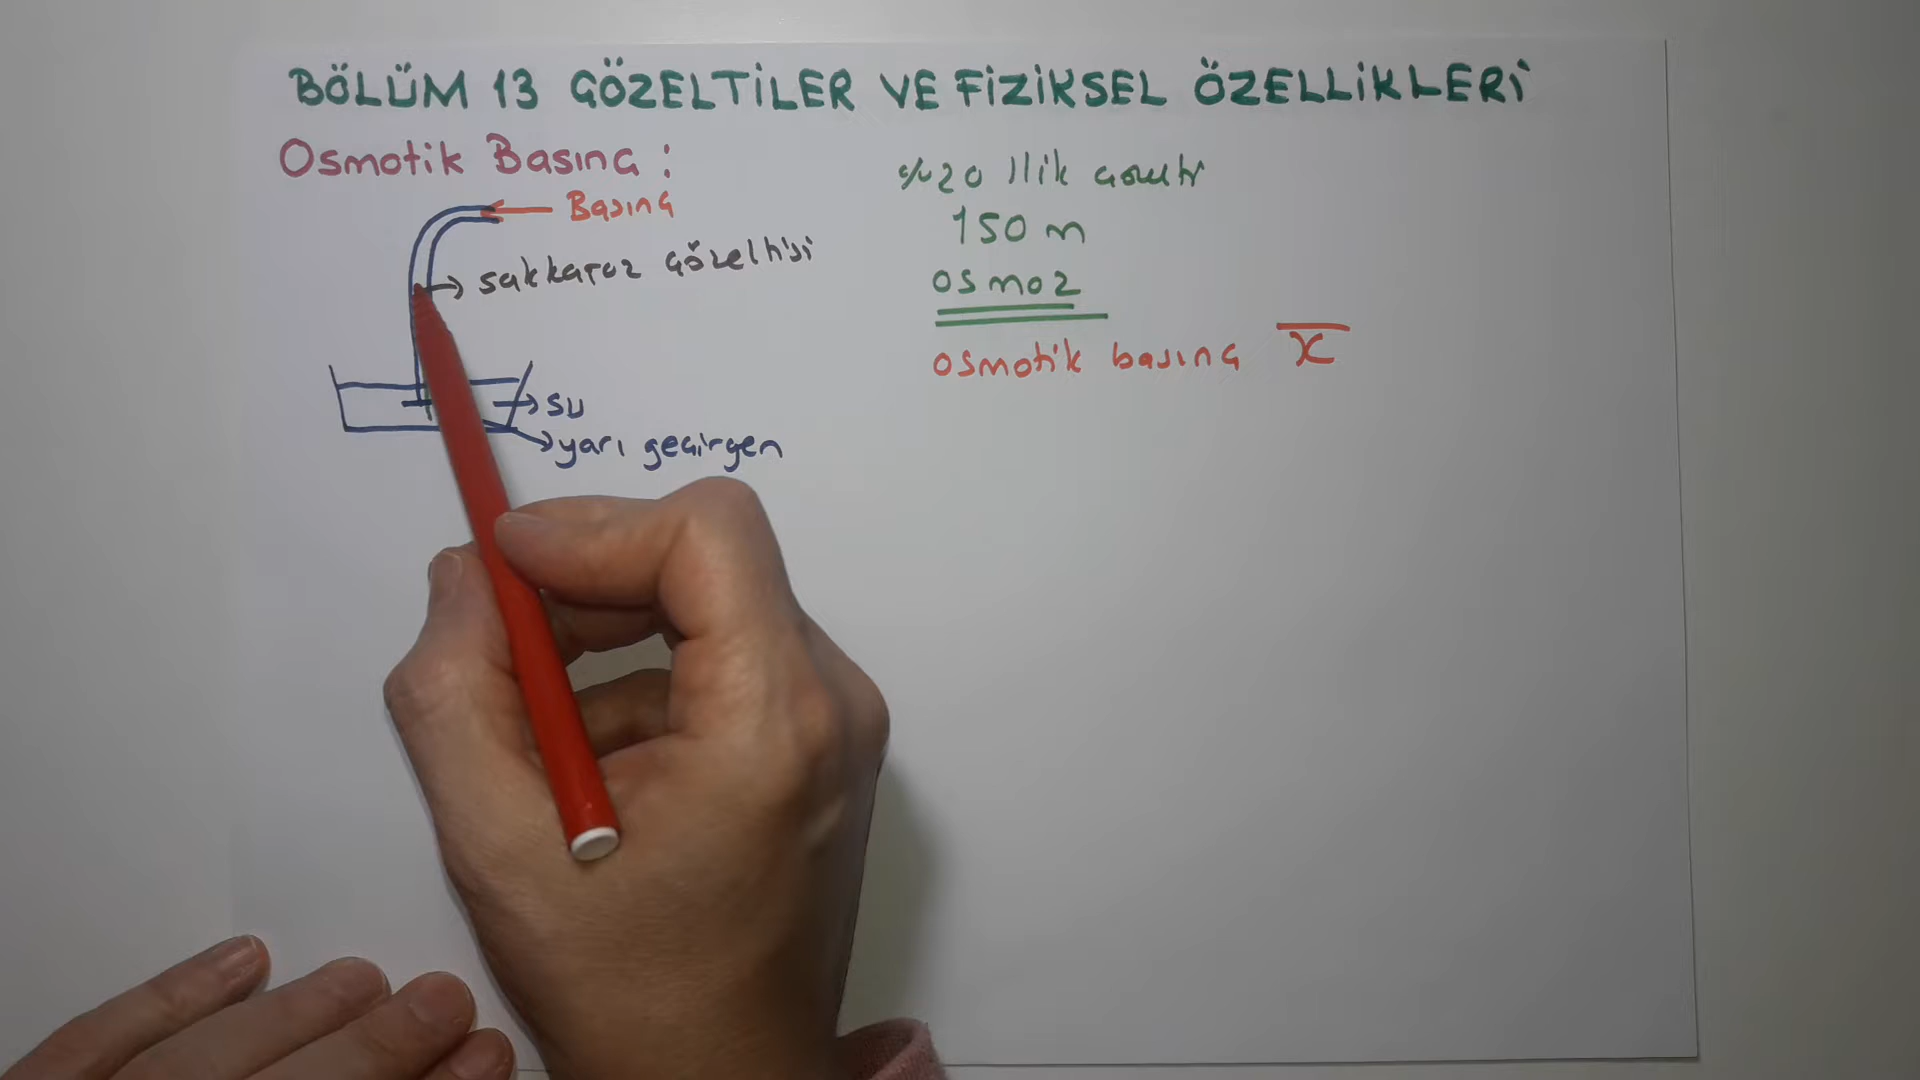 BÖLÜM 13 ÇÖZELTİLER VE FİZİKSEL ÖZELLİKLERİ
Osmotik Basınç :
Basınç
sakkaroz çözeltisi
su
yarı geçirgen
%20 llik çözelti
150 m
osmoz
osmotik basınç π